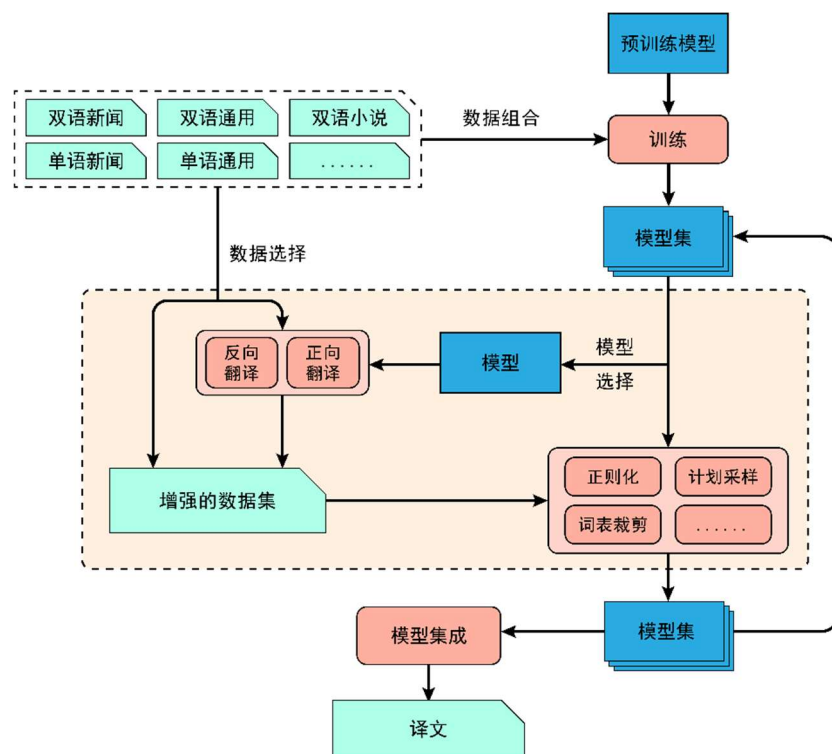 预训练模型
双语新闻
双语通用
双语小说
数据组合
训练
单语新闻
单语通用
......
模型集
数据选择
反向
翻译
正向
翻译
模型
模型
选择
正则化
计划采样
增强的数据集
词表裁剪
......
模型集成
模型集
译文